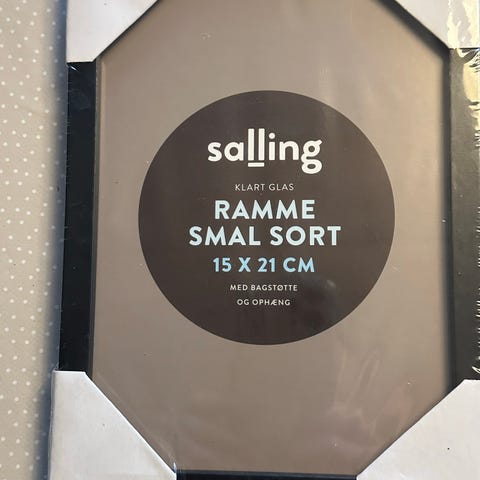 salling
KLART GLAS
RAMME
SMAL SORT
15 X 21 CM
MED BAGSTØTTE
OG OPHÆNG